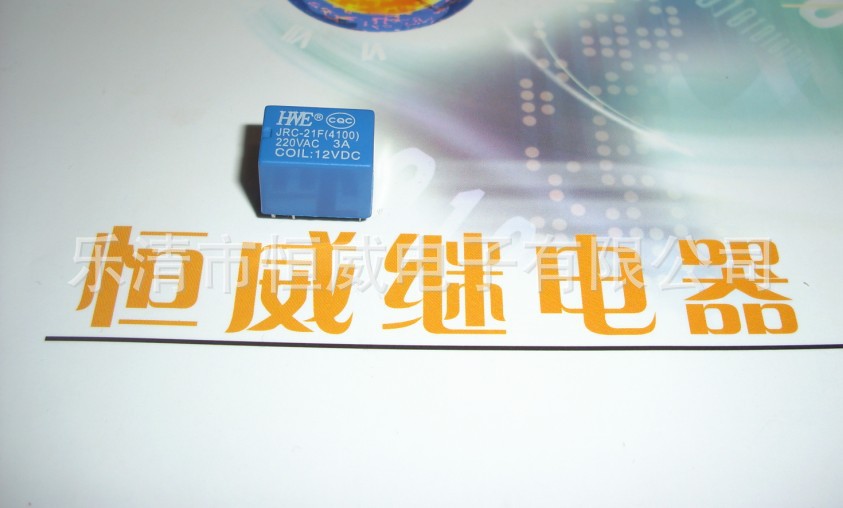 HWE® CQC
JRC-21F(4100)
220VAC 3A
COIL:12VDC
乐清市恒威电子有限公司
恒威继电器